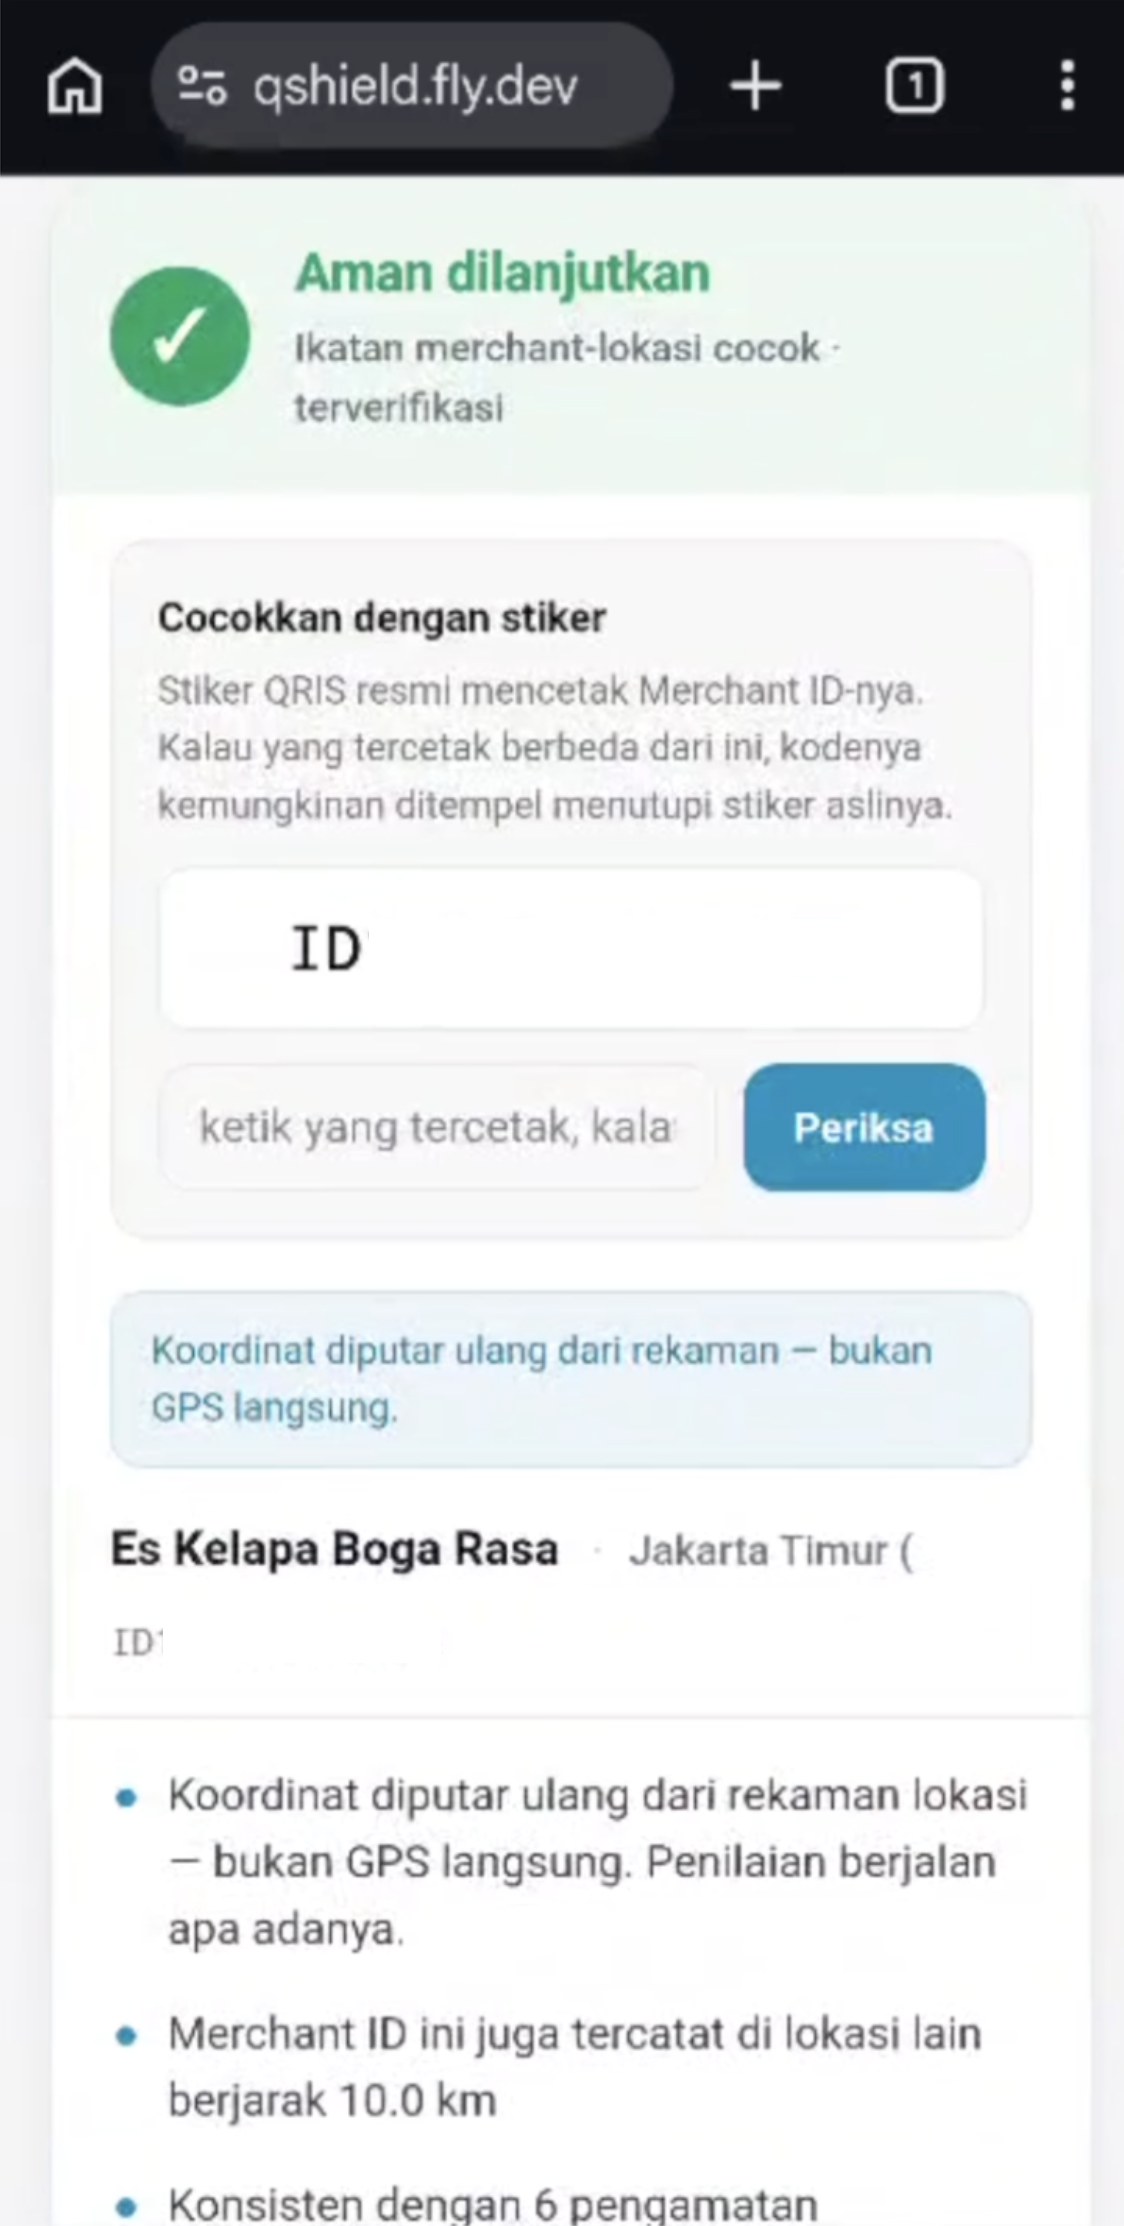 qshield.fly.dev
1
Aman dilanjutkan
Ikatan merchant-lokasi cocok ·
terverifikasi
Cocokkan dengan stiker
Stiker QRIS resmi mencetak Merchant ID-nya.
Kalau yang tercetak berbeda dari ini, kodenya
kemungkinan ditempel menutupi stiker aslinya.
ID
ketik yang tercetak, kala
Periksa
Koordinat diputar ulang dari rekaman — bukan
GPS langsung.
Es Kelapa Boga Rasa · Jakarta Timur (
ID
Koordinat diputar ulang dari rekaman lokasi
— bukan GPS langsung. Penilaian berjalan
apa adanya.
Merchant ID ini juga tercatat di lokasi lain
berjarak 10.0 km
Konsisten dengan 6 pengamatan